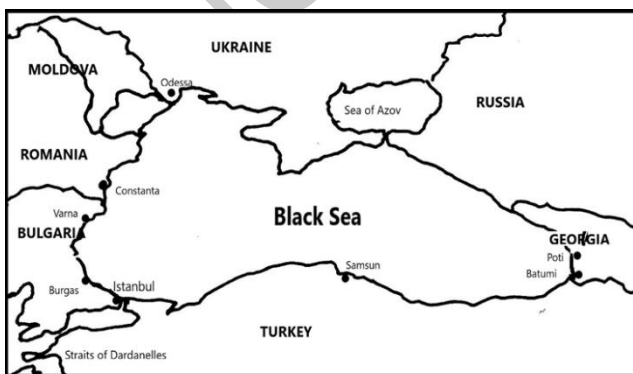 UKRAINE
MOLDOVA
Odessa
Sea of Azov
RUSSIA
ROMANIA
Constanta
Varna
Black Sea
BULGARIA
GEORGIA
Poti
Samsun
Batumi
Burgas
Istanbul
TURKEY
Straits of Dardanelles